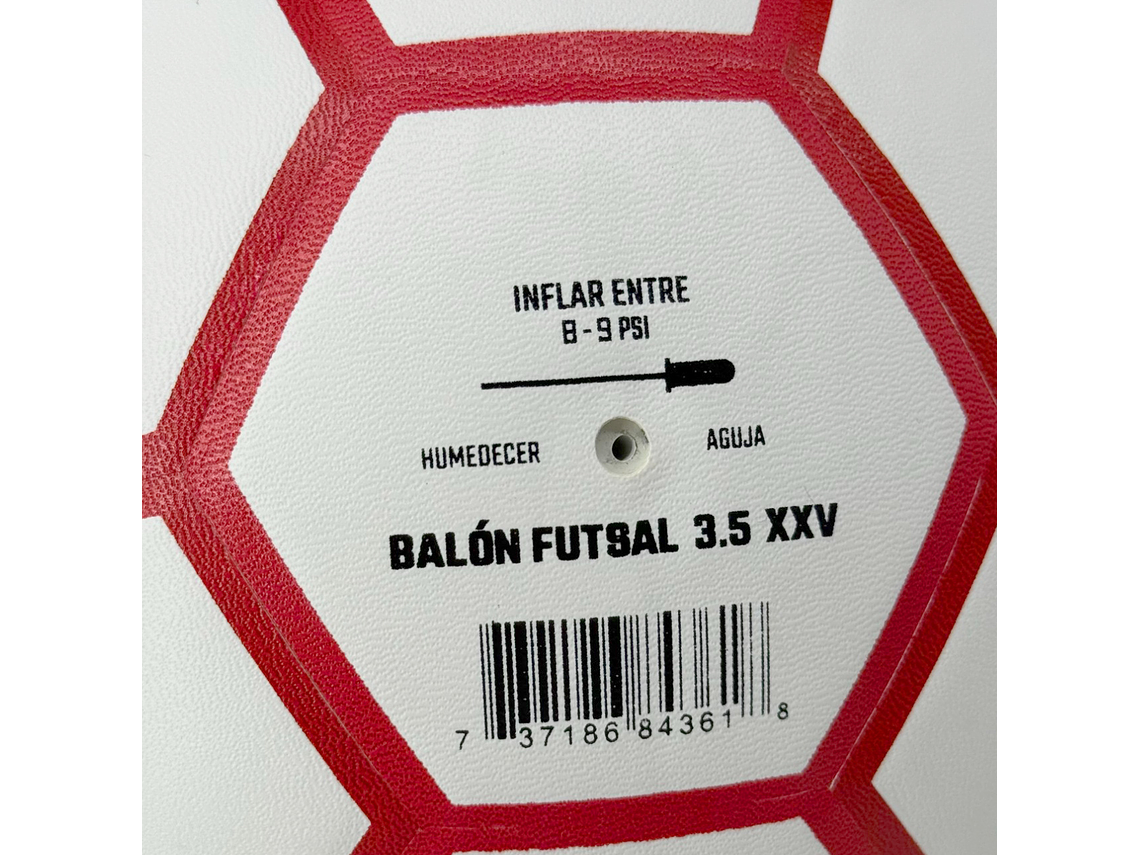 INFLAR ENTRE
8 - 9 PSI
HUMEDECER AGUJA
BALÓN FUTSAL 3.5 XXV
7 37186 84361 8